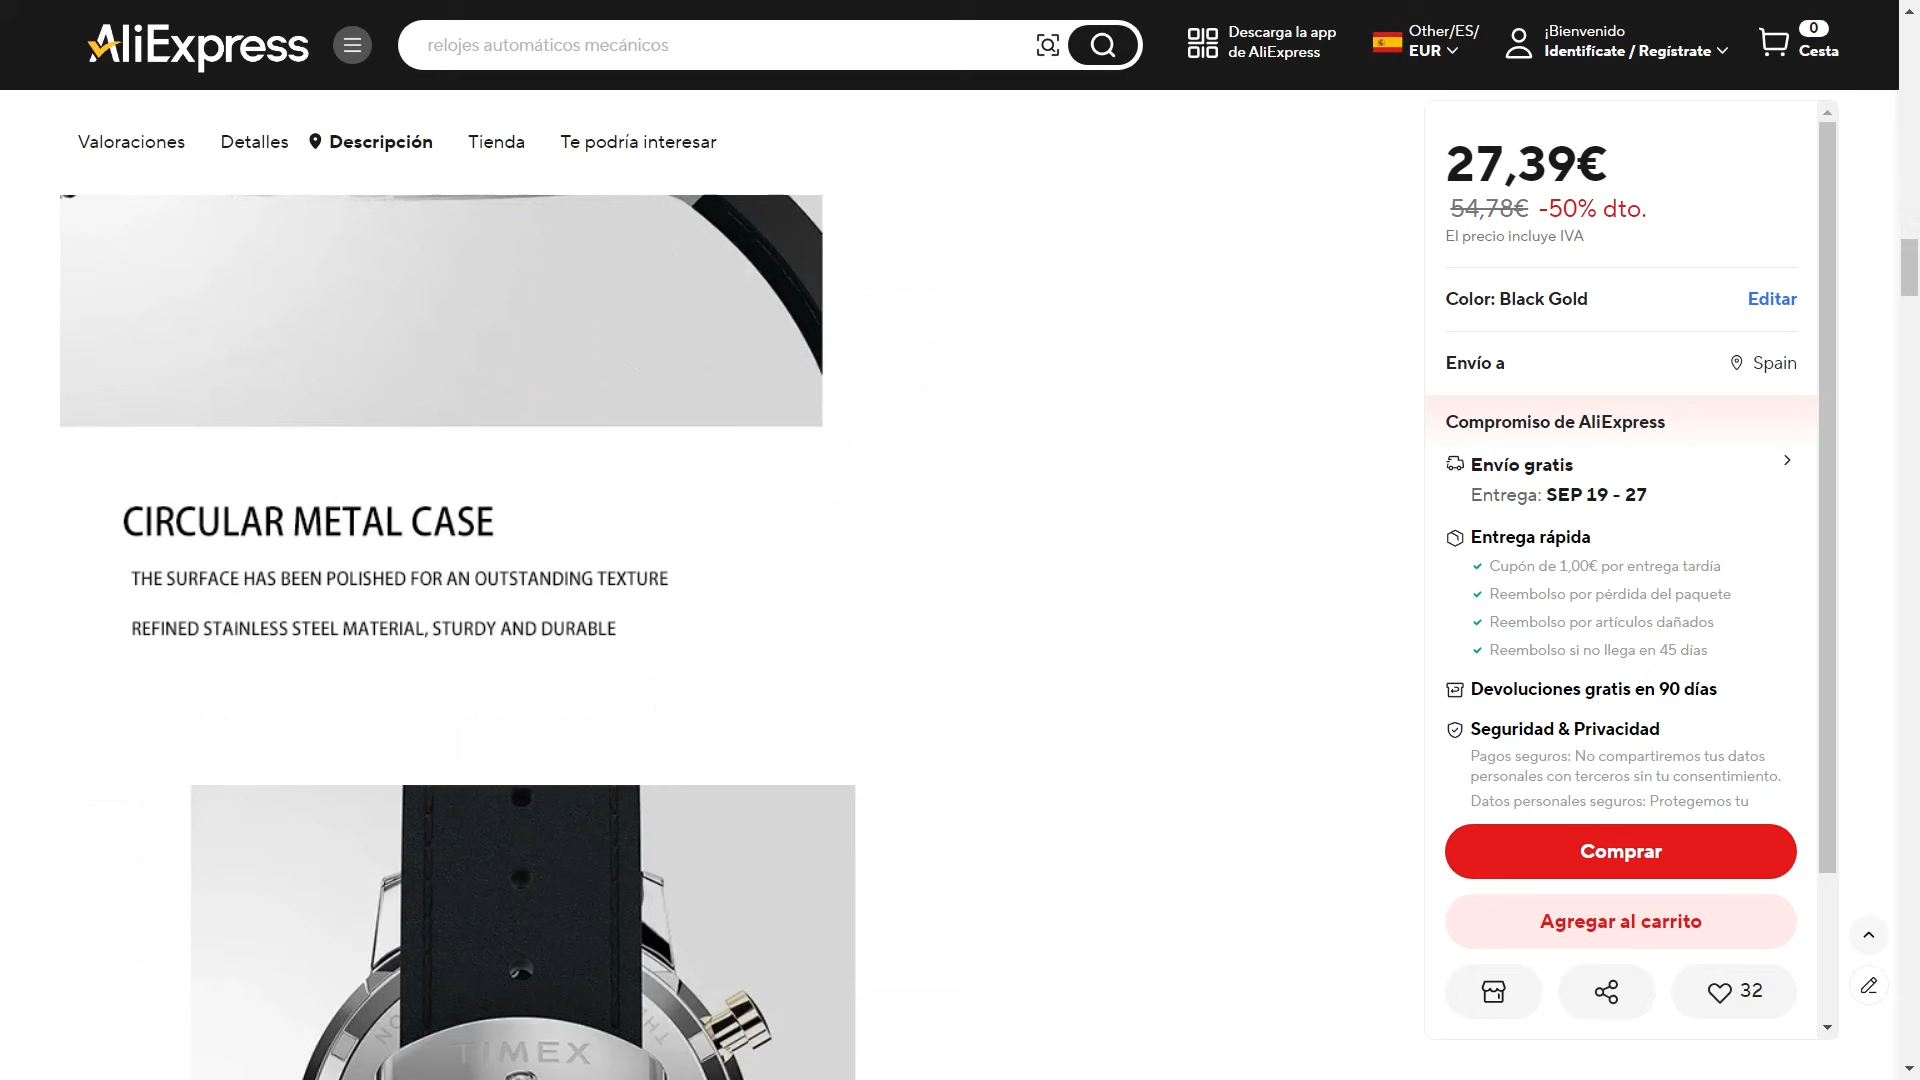 AliExpress
relojes automáticos mecánicos
Descarga la app
de AliExpress
Other/ES/
EUR
¡Bienvenido
Identifícate / Regístrate
0
Cesta
Valoraciones
Detalles
Descripción
Tienda
Te podría interesar
CIRCULAR METAL CASE
THE SURFACE HAS BEEN POLISHED FOR AN OUTSTANDING TEXTURE
REFINED STAINLESS STEEL MATERIAL, STURDY AND DURABLE
TIMEX
27,39€
54,78€ -50% dto.
El precio incluye IVA
Color: Black Gold
Editar
Envío a
Spain
Compromiso de AliExpress
Envío gratis
Entrega: SEP 19 - 27
Entrega rápida
Cupón de 1,00€ por entrega tardía
Reembolso por pérdida del paquete
Reembolso por artículos dañados
Reembolso si no llega en 45 días
Devoluciones gratis en 90 días
Seguridad & Privacidad
Pagos seguros: No compartiremos tus datos
personales con terceros sin tu consentimiento.
Datos personales seguros: Protegemos tu
Comprar
Agregar al carrito
32